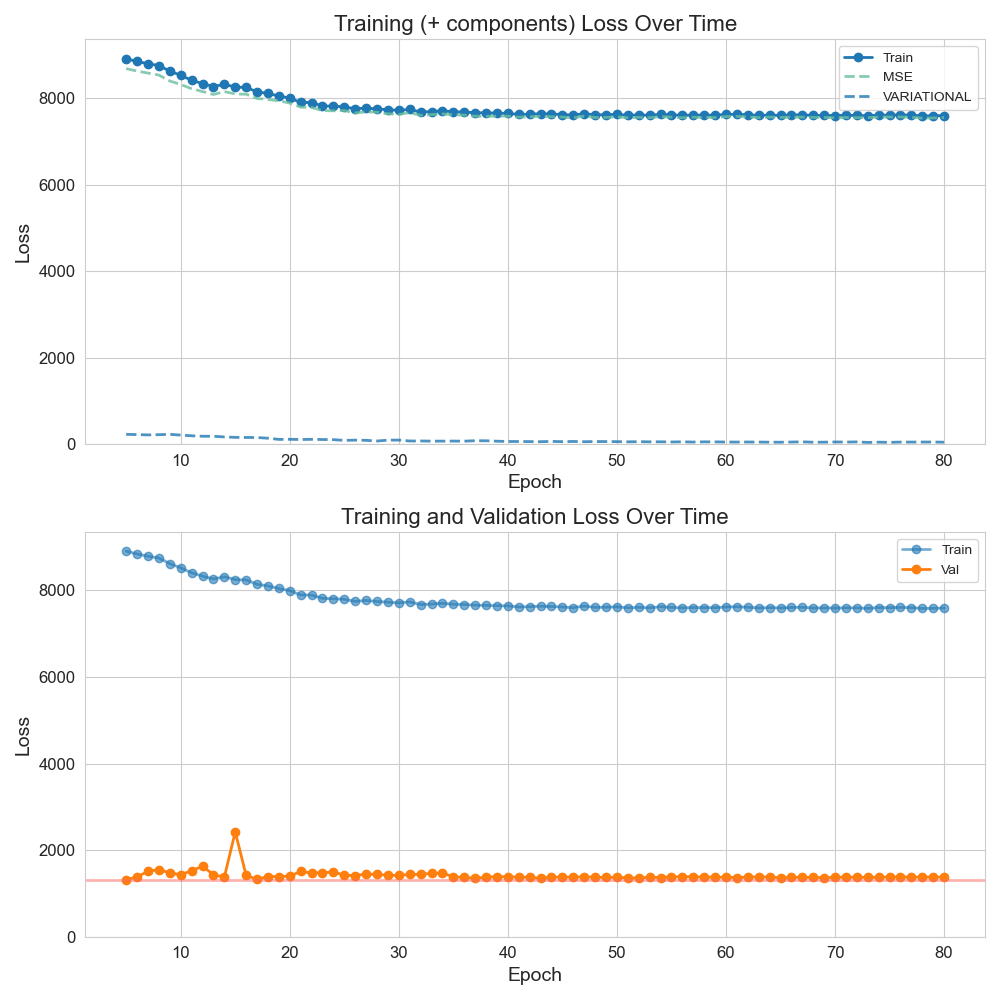 Training (+ components) Loss Over Time
Train
MSE
VARIATIONAL
Loss
8000
6000
4000
2000
0
10 20 30 40 50 60 70 80
Epoch
Training and Validation Loss Over Time
Train
Val
Loss
8000
6000
4000
2000
0
10 20 30 40 50 60 70 80
Epoch